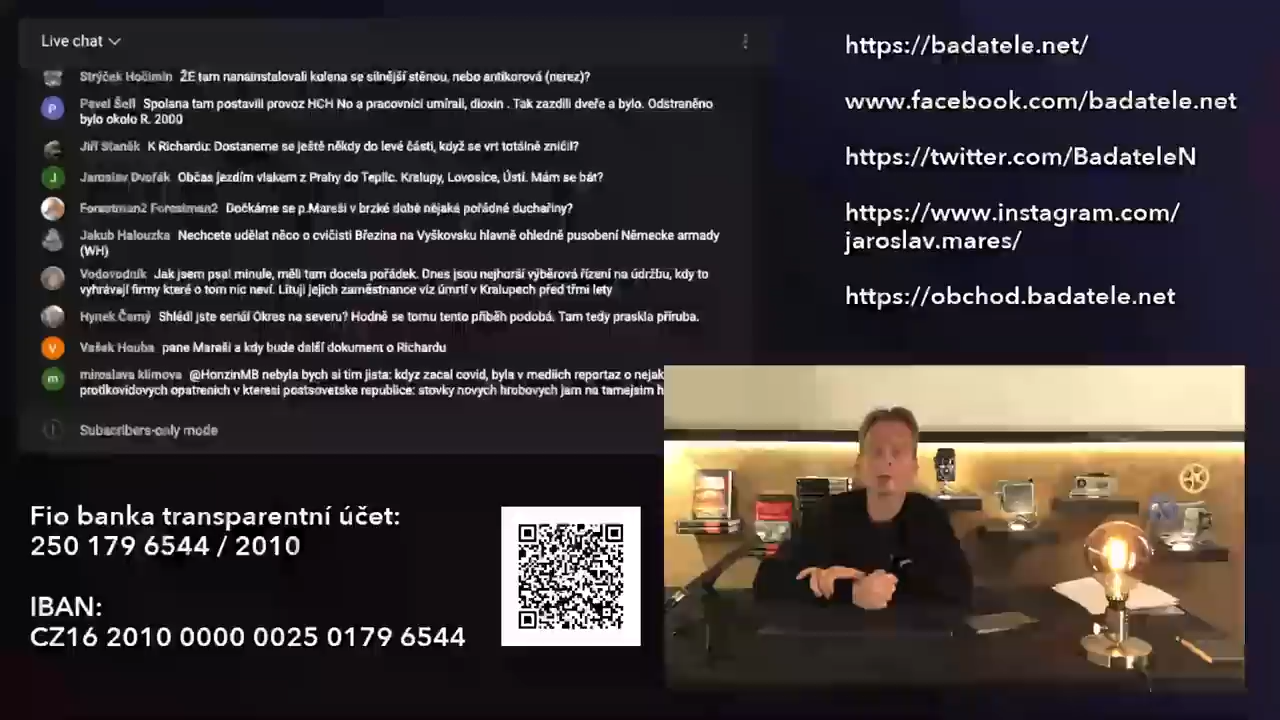 Live chat
Strýček Hočimin ŽE tam nanainstalovali kolena se silnější stěnou, nebo antikorová (nerez)?
P
Pavel Šell Spolana tam postavili provoz HCH No a pracovníci umírali, dioxin . Tak zazdili dveře a bylo. Odstraněno
bylo okolo R. 2000
Jiří Staněk K Richardu: Dostaneme se ještě někdy do levé části, když se vrt totálně zničil?
J
Jaroslav Dvořák Občas jezdím vlakem z Prahy do Teplic. Kralupy, Lovosice, Ústí. Mám se bát?
Forestman2 Forestman2 Dočkáme se p.Mareši v brzké době nějaké pořádné duchařiny?
Jakub Halouzka Nechcete udělat něco o cvičisti Březina na Vyškovsku hlavně ohledně pusobení Německe armady
(WH)
Vodovodník Jak jsem psal minule, měli tam docela pořádek. Dnes jsou nejhorší výběrová řízení na údržbu, kdy to
vyhrávají firmy které o tom nic neví. Lituji jejich zaměstnance víz úmrtí v Kralupech před třmi lety
Hynek Černý Shlédl jste seriál Okres na severu? Hodně se tomu tento příběh podobá. Tam tedy praskla příruba.
V
Vašek Houba pane Maraši a kdy bude další dokument o Richardu
m
miroslava klimova @HonzinMB nebyla bych si tim jista: kdyz zacal covid, byla v mediich reportaz o nejak
protikovidovych opatrenich v kteresi postsovetske republice: stovky novych hrobovych jam na tamejsim h
Subscribers-only mode
https://badatele.net/
www.facebook.com/badatele.net
https://twitter.com/BadateleN
https://www.instagram.com/
jaroslav.mares/
https://obchod.badatele.net
Fio banka transparentní účet:
250 179 6544 / 2010
IBAN:
CZ16 2010 0000 0025 0179 6544